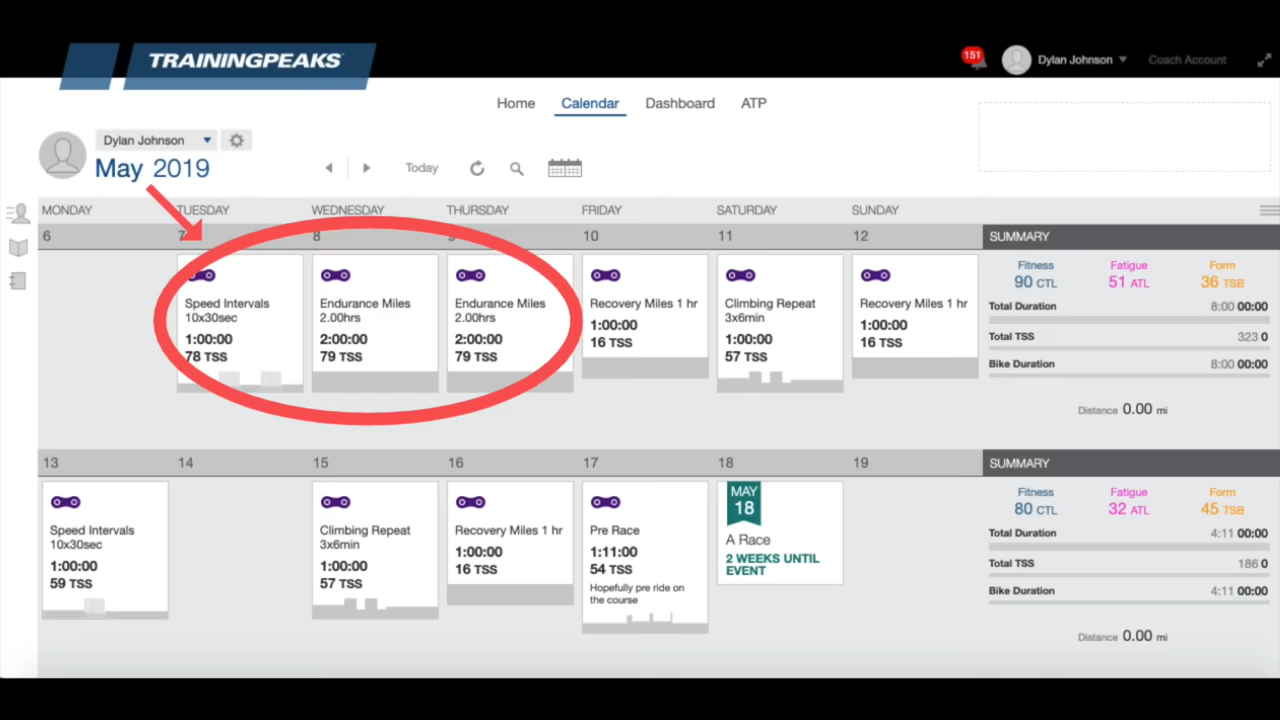 TRAININGPEAKS
151
Dylan Johnson
Coach Account
Home Calendar Dashboard ATP
Dylan Johnson
May 2019
Today
MONDAY TUESDAY WEDNESDAY THURSDAY FRIDAY SATURDAY SUNDAY
6 7 8 9 10 11 12 SUMMARY
Speed Intervals
10x30sec
1:00:00
78 TSS
Endurance Miles
2.00hrs
2:00:00
79 TSS
Endurance Miles
2.00hrs
2:00:00
79 TSS
Recovery Miles 1 hr
1:00:00
16 TSS
Climbing Repeat
3x6min
1:00:00
57 TSS
Recovery Miles 1 hr
1:00:00
16 TSS
Fitness Fatigue Form
90 CTL 51 ATL 36 TSB
Total Duration 8:00 00:00
Total TSS 323 0
Bike Duration 8:00 00:00
Distance 0.00 mi
13 14 15 16 17 18 19 SUMMARY
Speed Intervals
10x30sec
1:00:00
59 TSS
Climbing Repeat
3x6min
1:00:00
57 TSS
Recovery Miles 1 hr
1:00:00
16 TSS
Pre Race
1:11:00
54 TSS
Hopefully pre ride on
the course
MAY
18
A Race
2 WEEKS UNTIL
EVENT
Fitness Fatigue Form
80 CTL 32 ATL 45 TSB
Total Duration 4:11 00:00
Total TSS 186 0
Bike Duration 4:11 00:00
Distance 0.00 mi